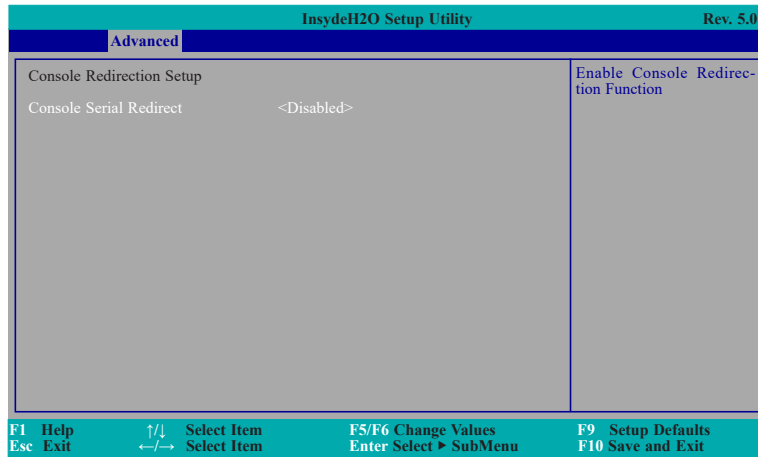 InsydeH2O Setup Utility Rev. 5.0
Advanced
Console Redirection Setup
Console Serial Redirect <Disabled>
Enable Console Redirec-
tion Function
F1 Help ↑/↓ Select Item F5/F6 Change Values F9 Setup Defaults
Esc Exit ←/→ Select Item Enter Select ► SubMenu F10 Save and Exit